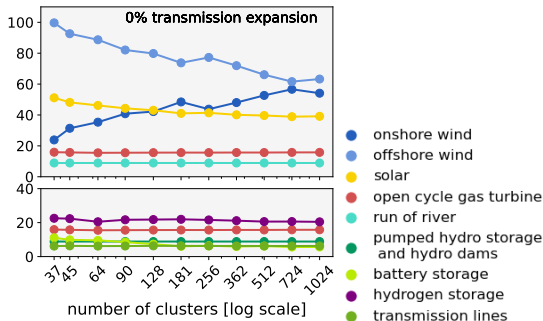 0% transmission expansion
100
80
60
40
20
0
40
20
0
37 45 64 90 128 181 256 362 512 724 1024
number of clusters [log scale]
onshore wind
offshore wind
solar
open cycle gas turbine
run of river
pumped hydro storage
and hydro dams
battery storage
hydrogen storage
transmission lines